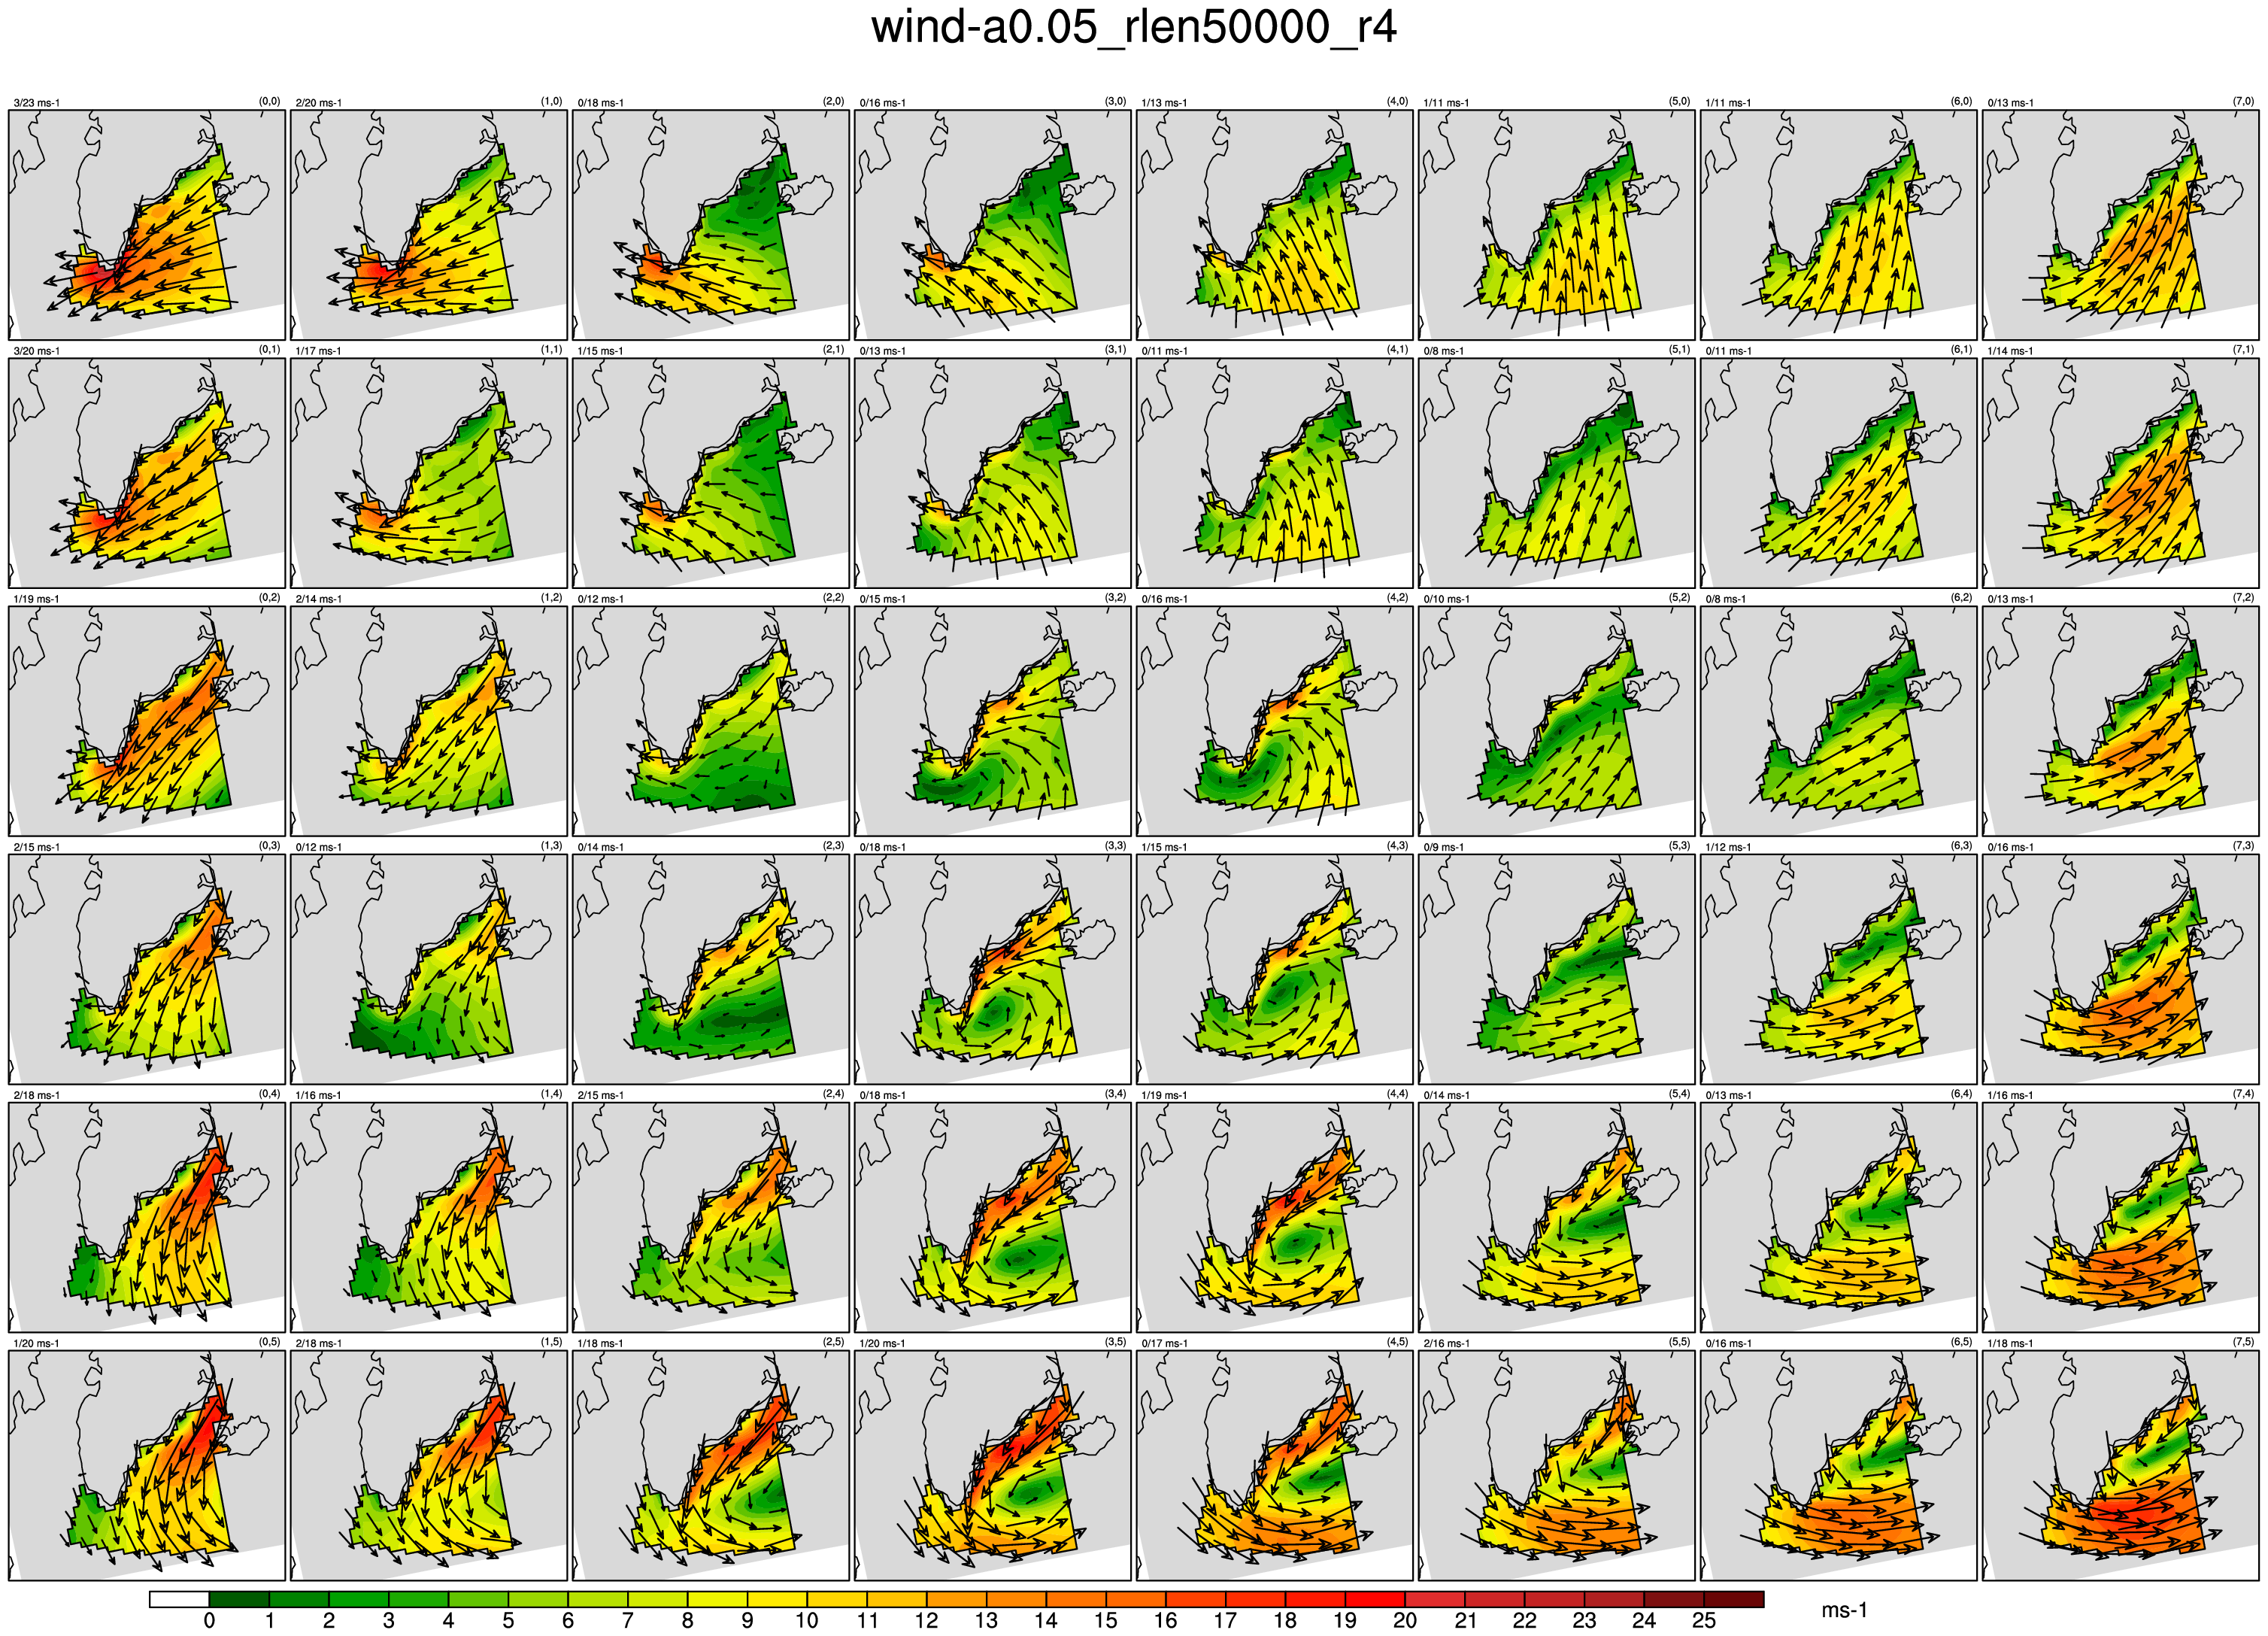 wind-a0.05_rlen50000_r4
3/23 ms-1 (0,0) 2/20 ms-1 (1,0) 0/18 ms-1 (2,0) 0/16 ms-1 (3,0) 1/13 ms-1 (4,0) 1/11 ms-1 (5,0) 1/11 ms-1 (6,0) 0/13 ms-1 (7,0)
3/20 ms-1 (0,1) 1/17 ms-1 (1,1) 1/15 ms-1 (2,1) 0/13 ms-1 (3,1) 0/11 ms-1 (4,1) 0/8 ms-1 (5,1) 0/11 ms-1 (6,1) 1/14 ms-1 (7,1)
1/19 ms-1 (0,2) 2/14 ms-1 (1,2) 0/12 ms-1 (2,2) 0/15 ms-1 (3,2) 0/16 ms-1 (4,2) 0/10 ms-1 (5,2) 0/8 ms-1 (6,2) 0/13 ms-1 (7,2)
2/15 ms-1 (0,3) 0/12 ms-1 (1,3) 0/14 ms-1 (2,3) 0/18 ms-1 (3,3) 1/15 ms-1 (4,3) 0/9 ms-1 (5,3) 1/12 ms-1 (6,3) 0/16 ms-1 (7,3)
2/18 ms-1 (0,4) 1/16 ms-1 (1,4) 2/15 ms-1 (2,4) 0/18 ms-1 (3,4) 1/19 ms-1 (4,4) 0/14 ms-1 (5,4) 0/13 ms-1 (6,4) 1/16 ms-1 (7,4)
1/20 ms-1 (0,5) 2/18 ms-1 (1,5) 1/18 ms-1 (2,5) 1/20 ms-1 (3,5) 0/17 ms-1 (4,5) 2/16 ms-1 (5,5) 0/16 ms-1 (6,5) 1/18 ms-1 (7,5)
0 1 2 3 4 5 6 7 8 9 10 11 12 13 14 15 16 17 18 19 20 21 22 23 24 25 ms-1